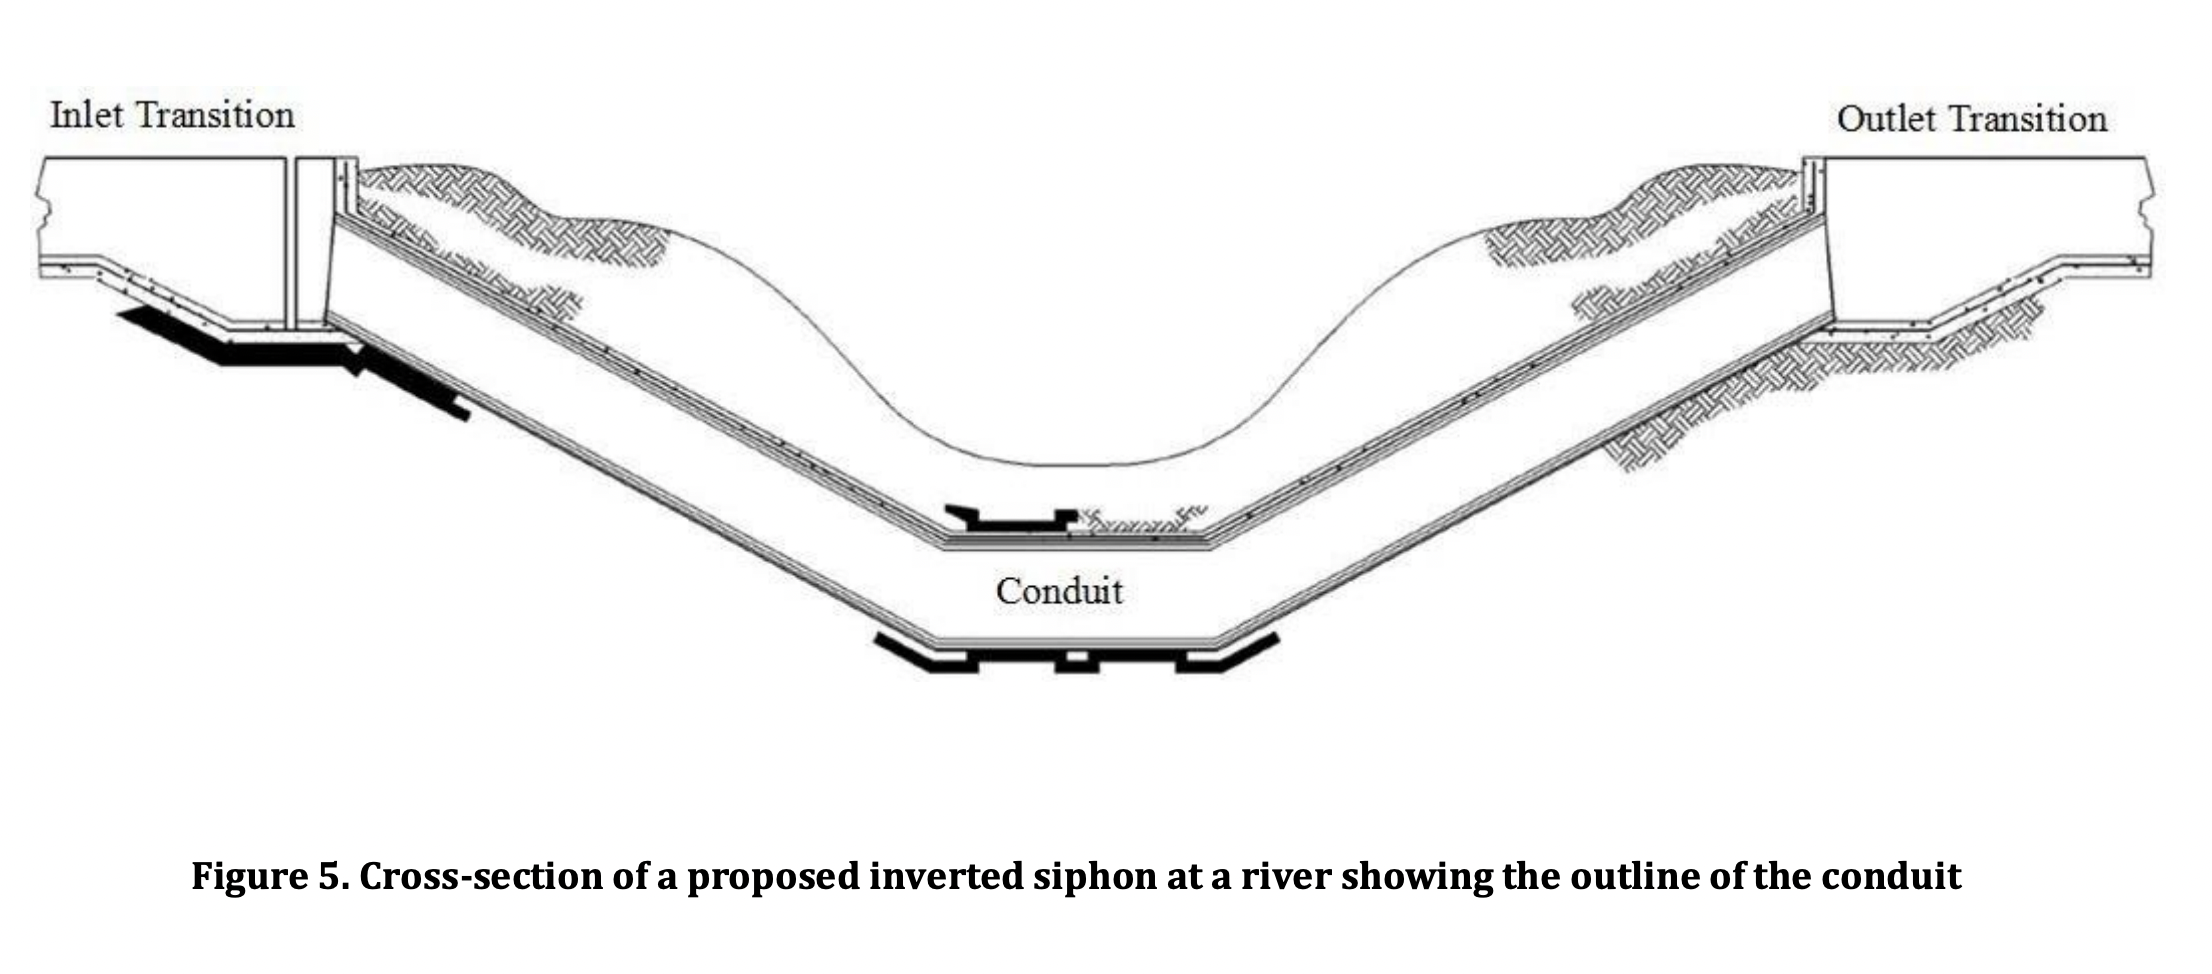 Inlet Transition
Outlet Transition
Conduit
Figure 5. Cross-section of a proposed inverted siphon at a river showing the outline of the conduit